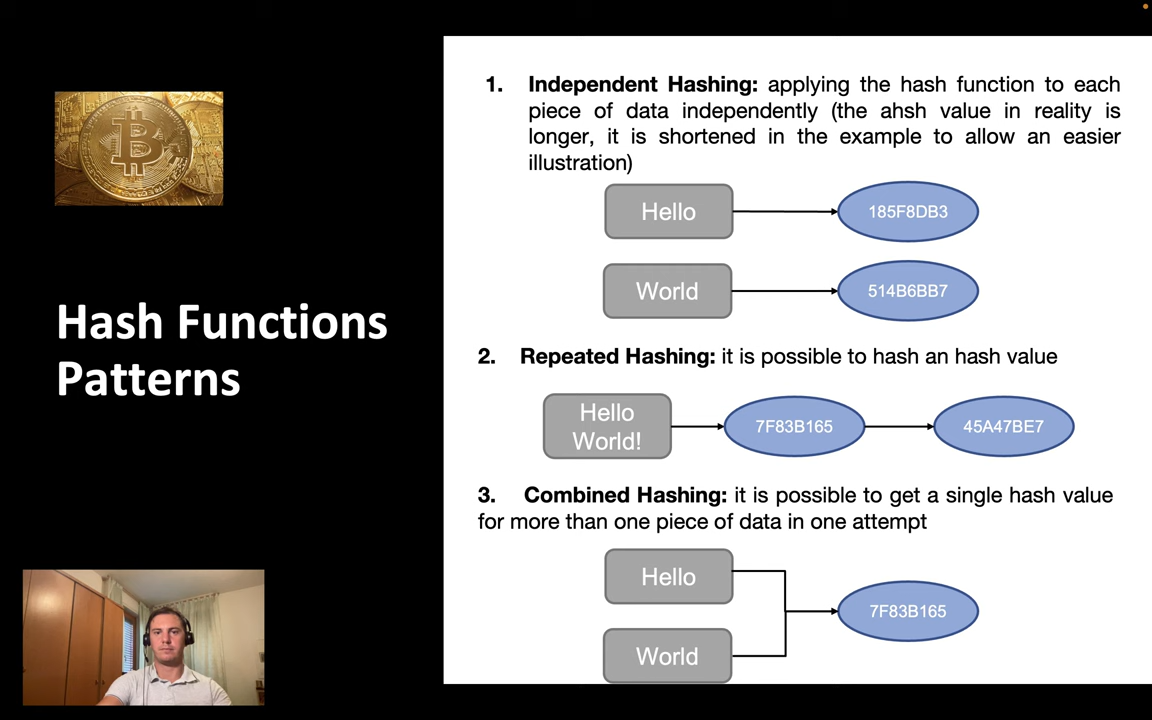 Hash Functions
Patterns
1. Independent Hashing: applying the hash function to each
piece of data independently (the ahsh value in reality is
longer, it is shortened in the example to allow an easier
illustration)
Hello
185F8DB3
World
514B6BB7
2. Repeated Hashing: it is possible to hash an hash value
Hello
World!
7F83B165
45A47BE7
3. Combined Hashing: it is possible to get a single hash value
for more than one piece of data in one attempt
Hello
7F83B165
World